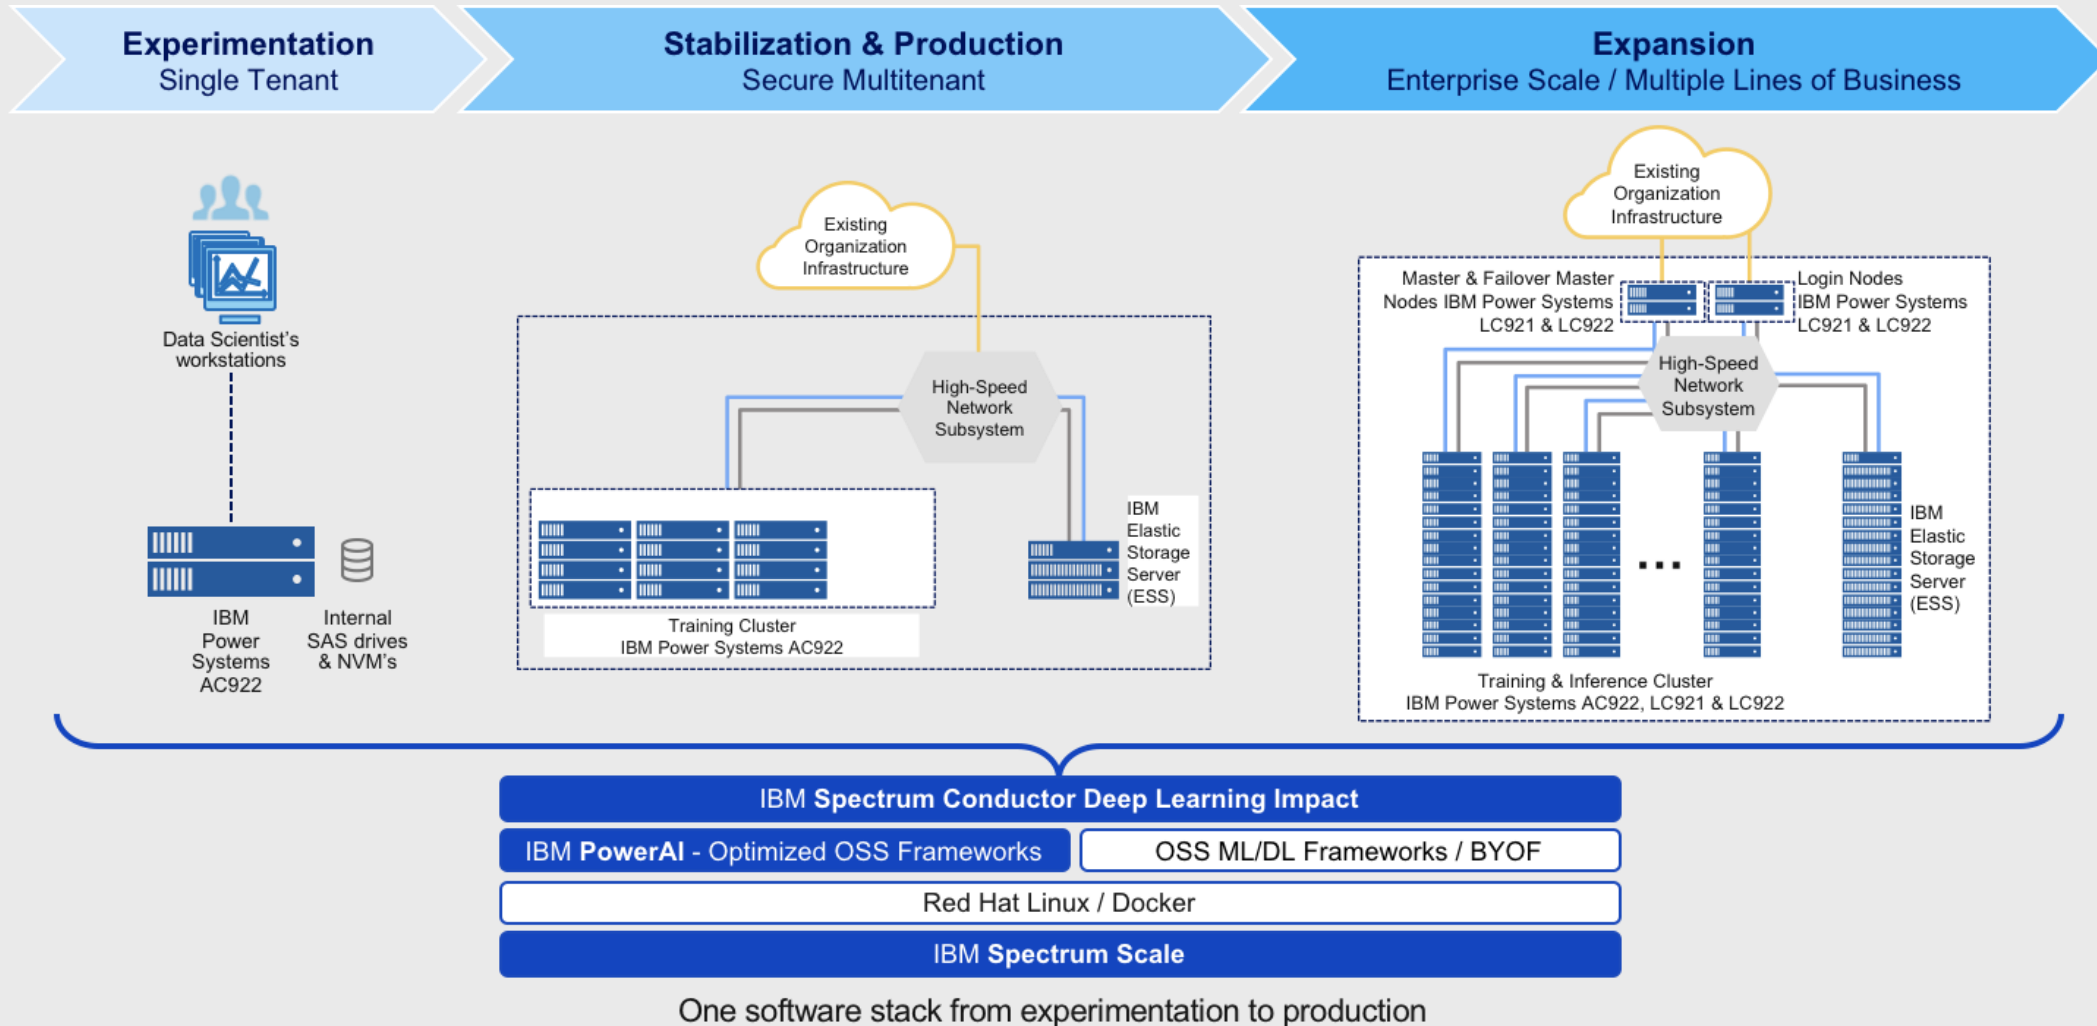 Experimentation
Single Tenant
Stabilization & Production
Secure Multitenant
Expansion
Enterprise Scale / Multiple Lines of Business
Data Scientist's
workstations
IBM
Power
Systems
AC922
Internal
SAS drives
& NVM's
Existing
Organization
Infrastructure
High-Speed
Network
Subsystem
Training Cluster
IBM Power Systems AC922
IBM
Elastic
Storage
Server
(ESS)
Existing
Organization
Infrastructure
Master & Failover Master
Nodes IBM Power Systems
LC921 & LC922
Login Nodes
IBM Power Systems
LC921 & LC922
High-Speed
Network
Subsystem
...
IBM
Elastic
Storage
Server
(ESS)
Training & Inference Cluster
IBM Power Systems AC922, LC921 & LC922
IBM Spectrum Conductor Deep Learning Impact
IBM PowerAI - Optimized OSS Frameworks
OSS ML/DL Frameworks / BYOF
Red Hat Linux / Docker
IBM Spectrum Scale
One software stack from experimentation to production